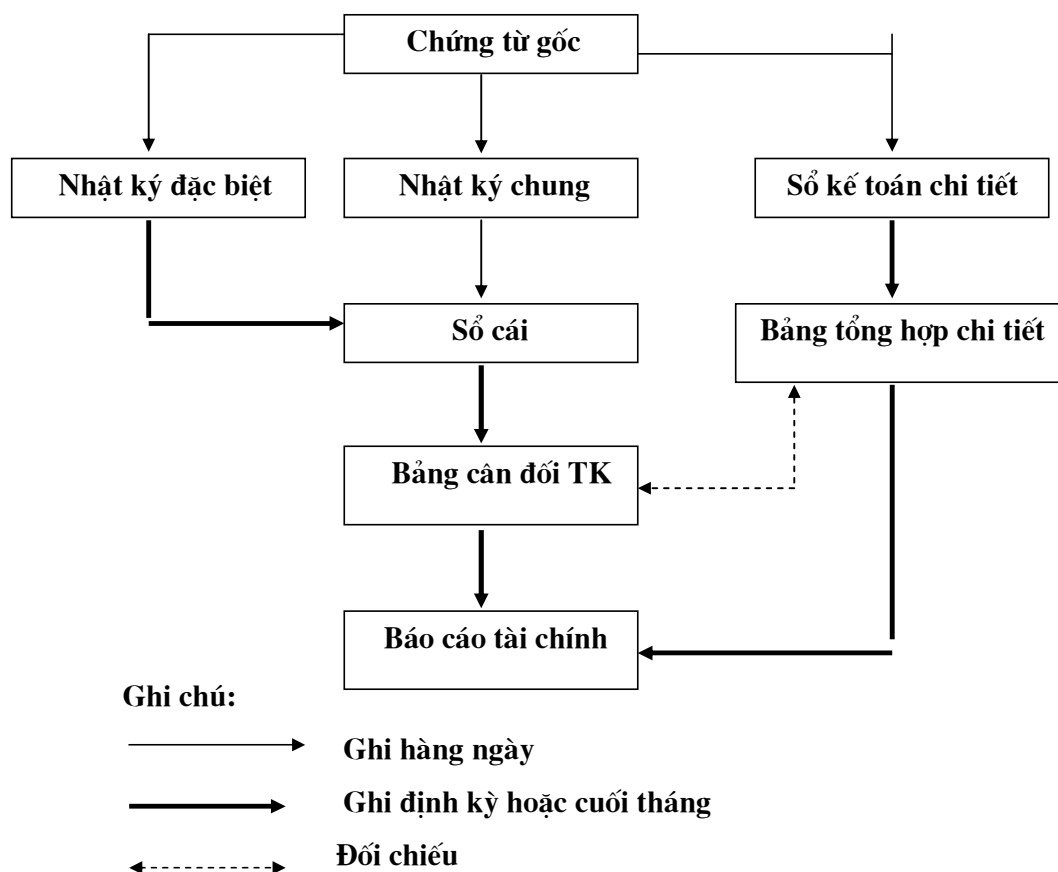 Chứng từ gốc
Nhật ký đặc biệt
Nhật ký chung
Sổ kế toán chi tiết
Sổ cái
Bảng tổng hợp chi tiết
Bảng cân đối TK
Báo cáo tài chính
Ghi chú:
Ghi hàng ngày
Ghi định kỳ hoặc cuối tháng
Đối chiếu